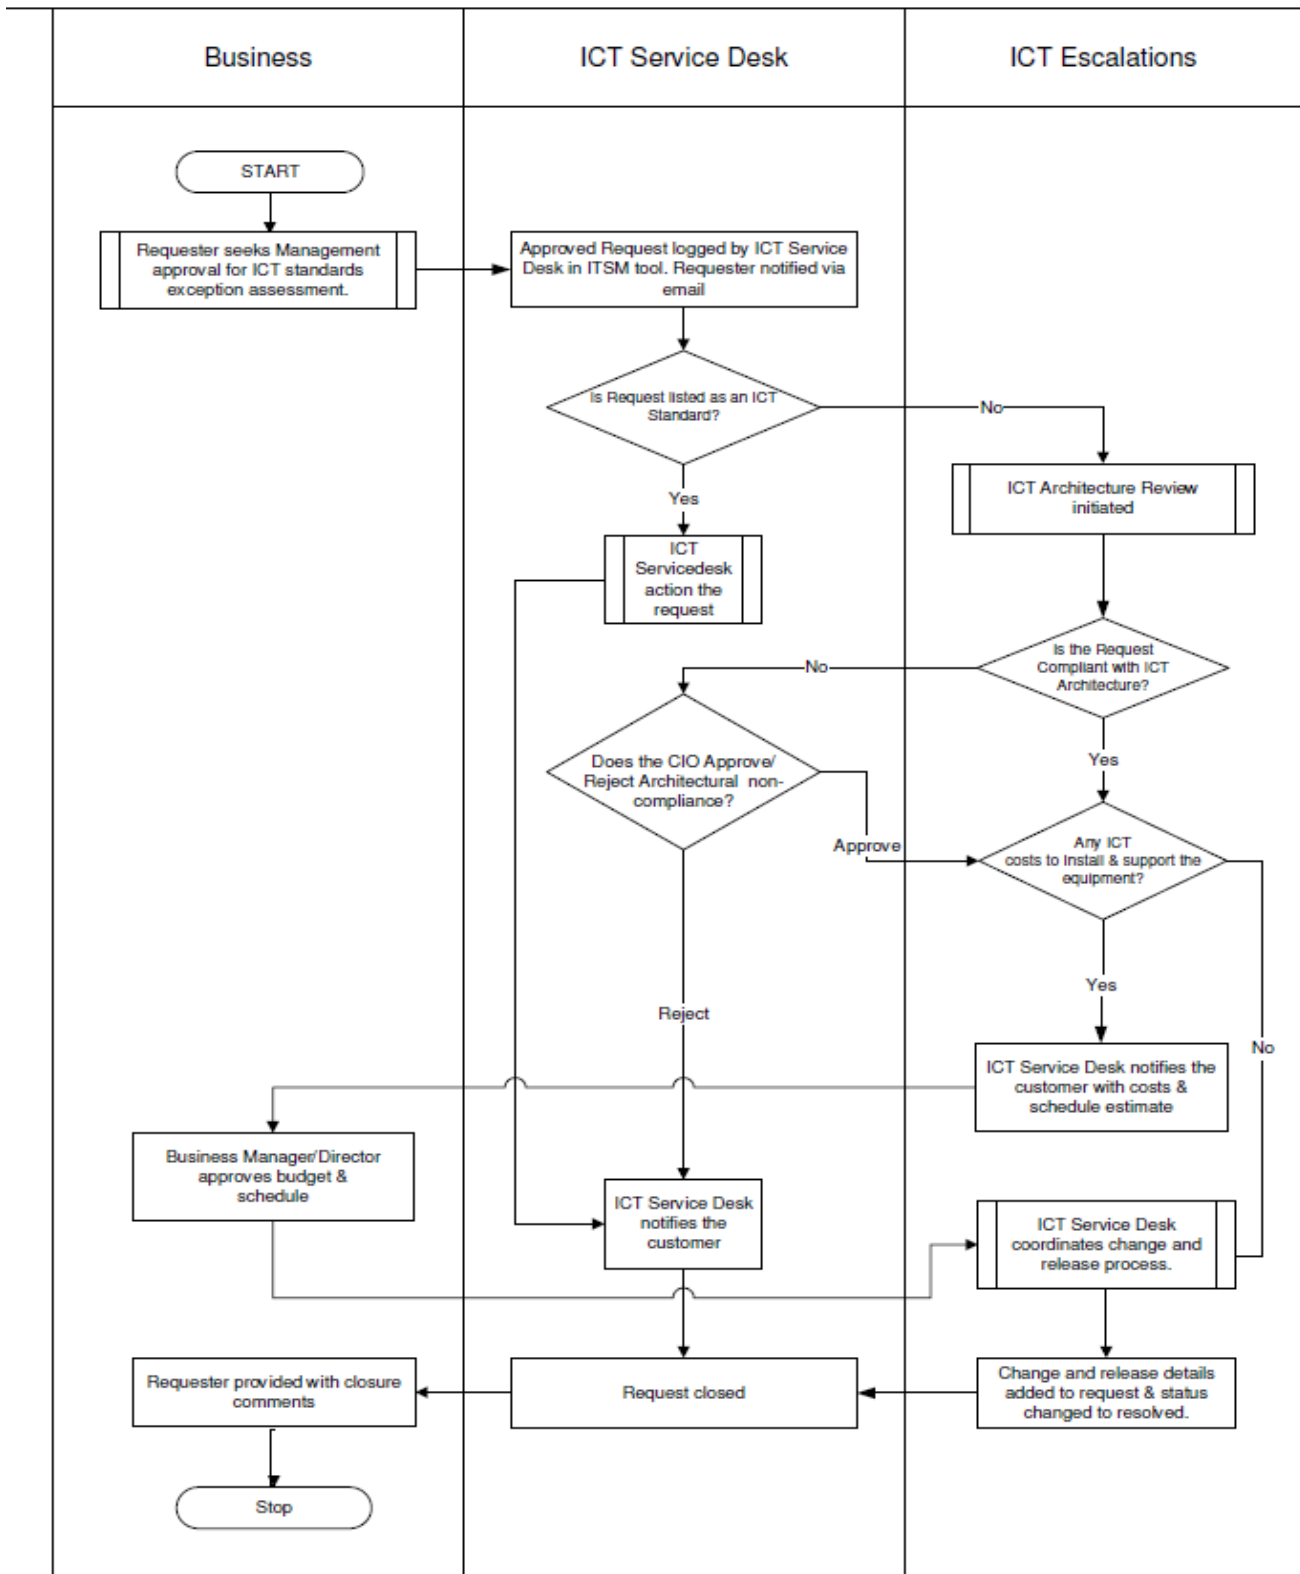 Business
ICT Service Desk
ICT Escalations
START
Requester seeks Management
approval for ICT standards
exception assessment.
Approved Request logged by ICT Service
Desk in ITSM tool. Requester notified via
email
Is Request listed as an ICT
Standard?
No
Yes
ICT Architecture Review
initiated
ICT
Servicedesk
action the
request
Is the Request
Compliant with ICT
Architecture?
No
Yes
Does the CIO Approve/
Reject Architectural non-
compliance?
Approve
Any ICT
costs to Install & support the
equipment?
Yes
Reject
No
ICT Service Desk notifies the
customer with costs &
schedule estimate
Business Manager/Director
approves budget &
schedule
ICT Service Desk
notifies the
customer
ICT Service Desk
coordinates change and
release process.
Requester provided with closure
comments
Request closed
Change and release details
added to request & status
changed to resolved.
Stop